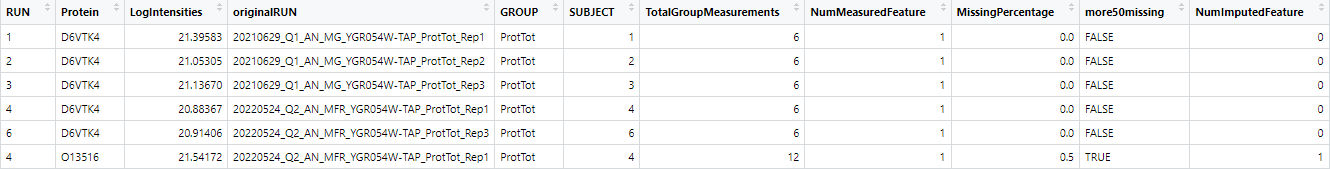 RUN Protein LogIntensities originalRUN GROUP SUBJECT TotalGroupMeasurements NumMeasuredFeature MissingPercentage more50missing NumImputedFeature
1 D6VTK4 21.39583 20210629_Q1_AN_MG_YGR054W-TAP_ProtTot_Rep1 ProtTot 1 6 1 0.0 FALSE 0
2 D6VTK4 21.05305 20210629_Q1_AN_MG_YGR054W-TAP_ProtTot_Rep2 ProtTot 2 6 1 0.0 FALSE 0
3 D6VTK4 21.13670 20210629_Q1_AN_MG_YGR054W-TAP_ProtTot_Rep3 ProtTot 3 6 1 0.0 FALSE 0
4 D6VTK4 20.88367 20220524_Q2_AN_MFR_YGR054W-TAP_ProtTot_Rep1 ProtTot 4 6 1 0.0 FALSE 0
6 D6VTK4 20.91406 20220524_Q2_AN_MFR_YGR054W-TAP_ProtTot_Rep3 ProtTot 6 6 1 0.0 FALSE 0
4 O13516 21.54172 20220524_Q2_AN_MFR_YGR054W-TAP_ProtTot_Rep1 ProtTot 4 12 1 0.5 TRUE 1